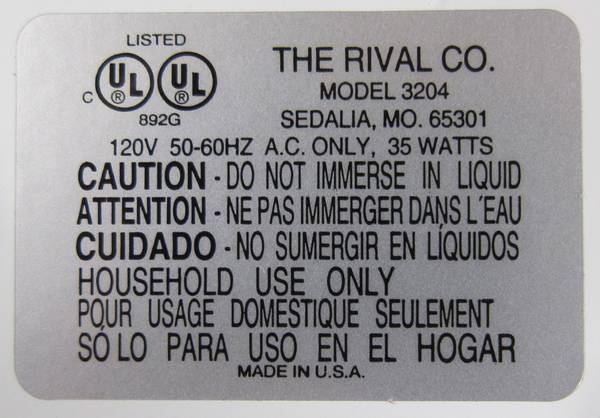 LISTED
C UL ® UL ®
892G
THE RIVAL CO.
MODEL 3204
SEDALIA, MO. 65301
120V 50-60HZ A.C. ONLY, 35 WATTS
CAUTION - DO NOT IMMERSE IN LIQUID
ATTENTION - NE PAS IMMERGER DANS L'EAU
CUIDADO - NO SUMERGIR EN LÍQUIDOS
HOUSEHOLD USE ONLY
POUR USAGE DOMESTIQUE SEULEMENT
SÓLO PARA USO EN EL HOGAR
MADE IN U.S.A.